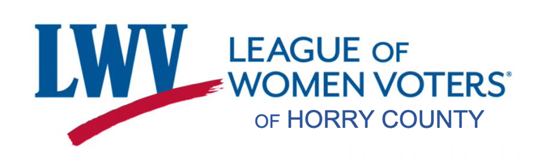 LWV
LEAGUE OF
WOMEN VOTERS®
OF HORRY COUNTY